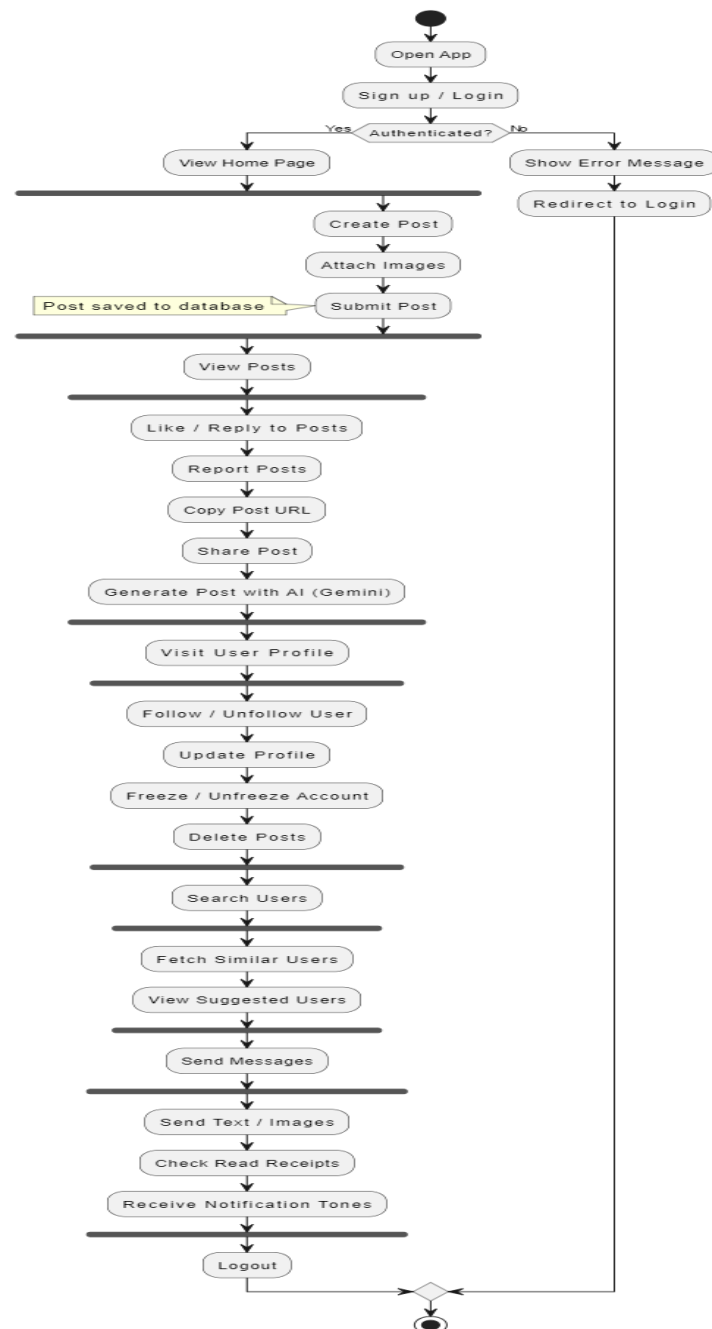 Open App
Sign up / Login
Yes
Authenticated?
No
View Home Page
Show Error Message
Redirect to Login
Create Post
Attach Images
Post saved to database
Submit Post
View Posts
Like / Reply to Posts
Report Posts
Copy Post URL
Share Post
Generate Post with AI (Gemini)
Visit User Profile
Follow / Unfollow User
Update Profile
Freeze / Unfreeze Account
Delete Posts
Search Users
Fetch Similar Users
View Suggested Users
Send Messages
Send Text / Images
Check Read Receipts
Receive Notification Tones
Logout